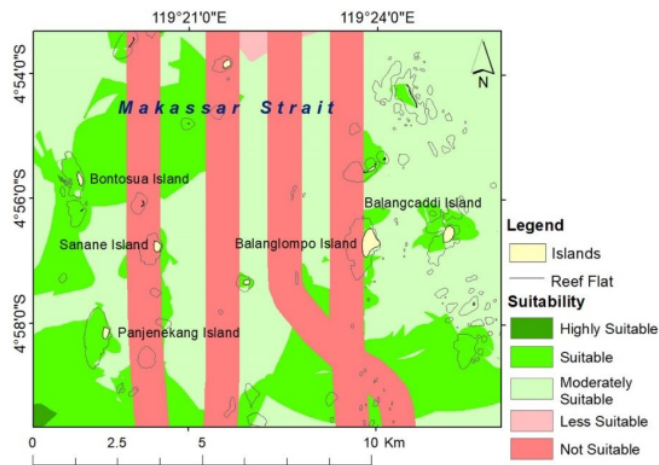 119°21'0"E
119°24'0"E
4°54'0"S
N
Makassar Strait
Bontosua Island
4°56'0"S
Balangcaddi Island
Sanane Island
Balanglompo Island
4°58'0"S
Panjenekang Island
0
2.5
5
10 Km
Legend
Islands
Reef Flat
Suitability
Highly Suitable
Suitable
Moderately
Suitable
Less Suitable
Not Suitable